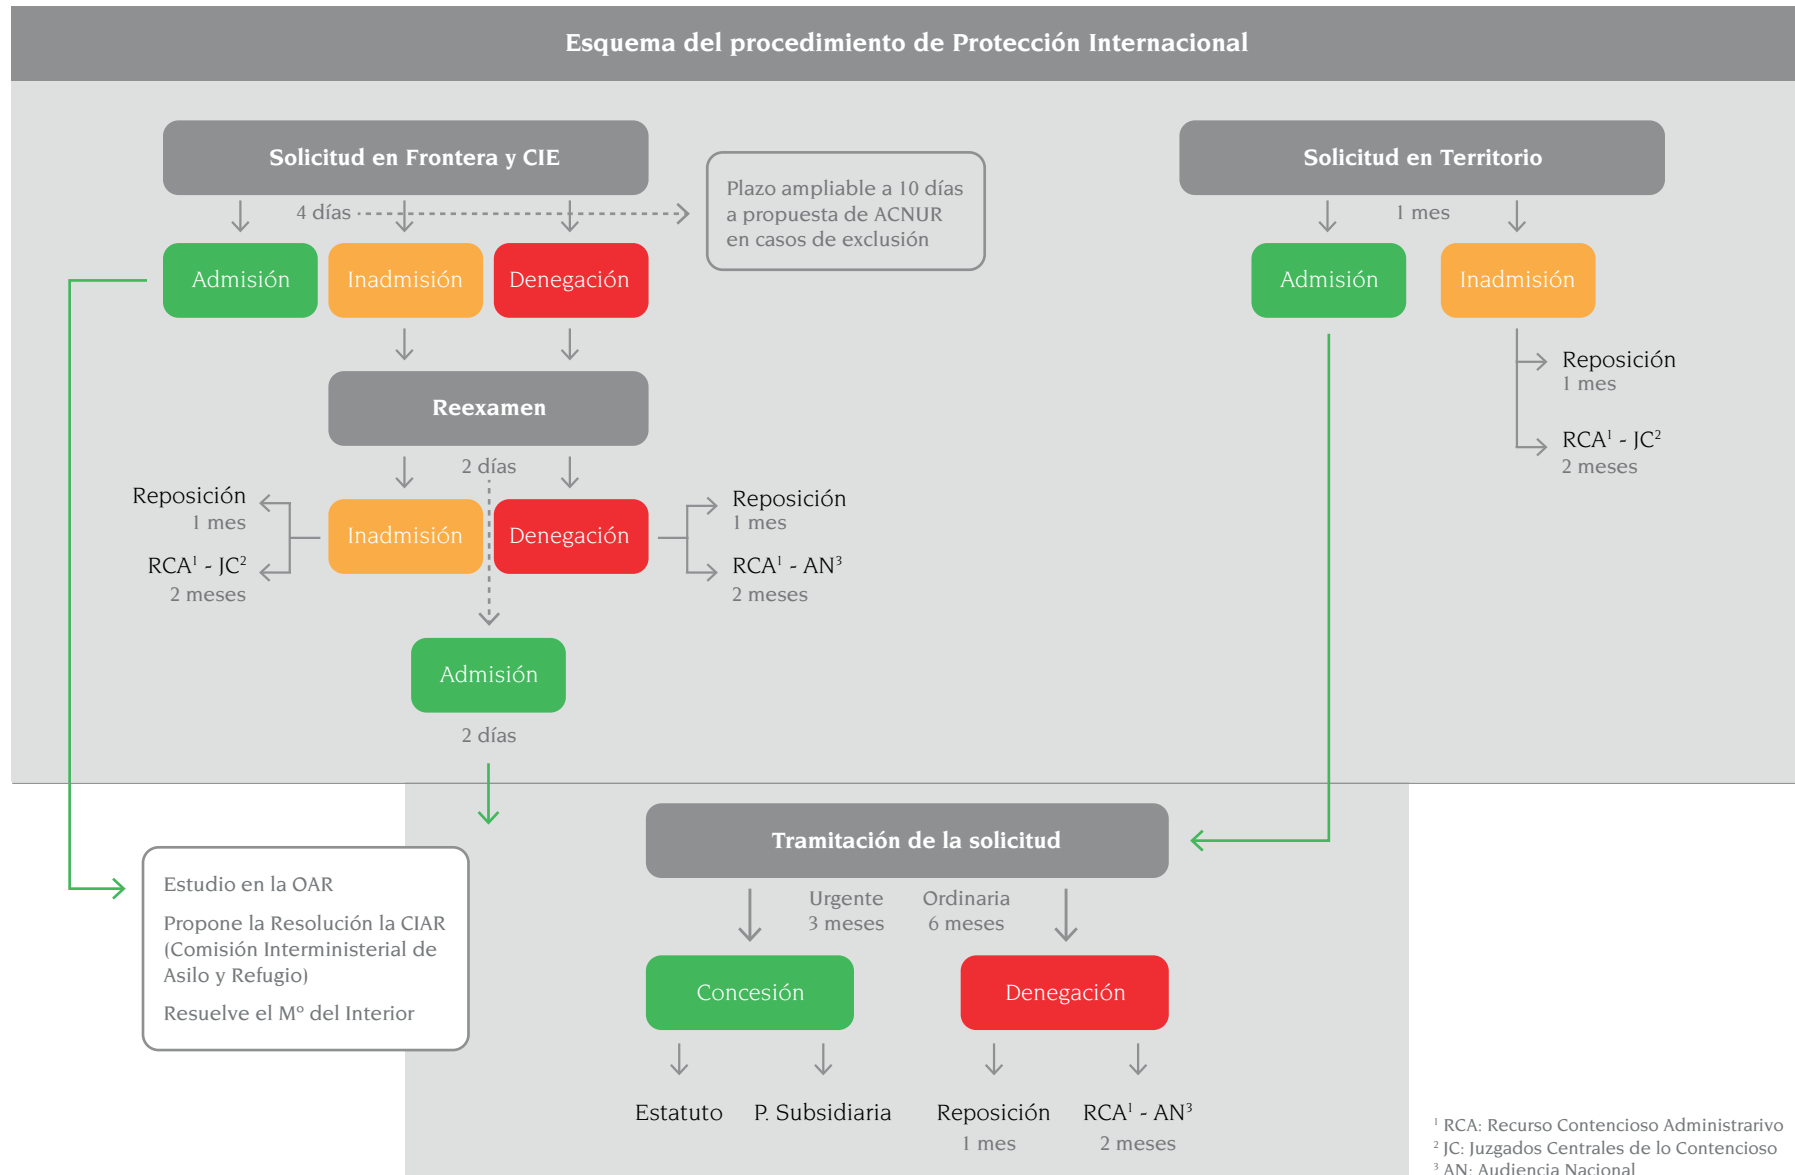 Esquema del procedimiento de Protección Internacional
Solicitud en Frontera y CIE
4 días
Plazo ampliable a 10 días
a propuesta de ACNUR
en casos de exclusión
Admisión
Inadmisión
Denegación
Reexamen
2 días
Reposición
1 mes
RCA¹ - JC²
2 meses
Inadmisión
Denegación
Reposición
1 mes
RCA¹ - AN³
2 meses
Admisión
2 días
Solicitud en Territorio
1 mes
Admisión
Inadmisión
Reposición
1 mes
RCA¹ - JC²
2 meses
Estudio en la OAR
Propone la Resolución la CIAR
(Comisión Interministerial de
Asilo y Refugio)
Resuelve el Mº del Interior
Tramitación de la solicitud
Urgente
3 meses
Ordinaria
6 meses
Concesión
Denegación
Estatuto
P. Subsidiaria
Reposición
1 mes
RCA¹ - AN³
2 meses
¹ RCA: Recurso Contencioso Administrarivo
² JC: Juzgados Centrales de lo Contencioso
³ AN: Audiencia Nacional